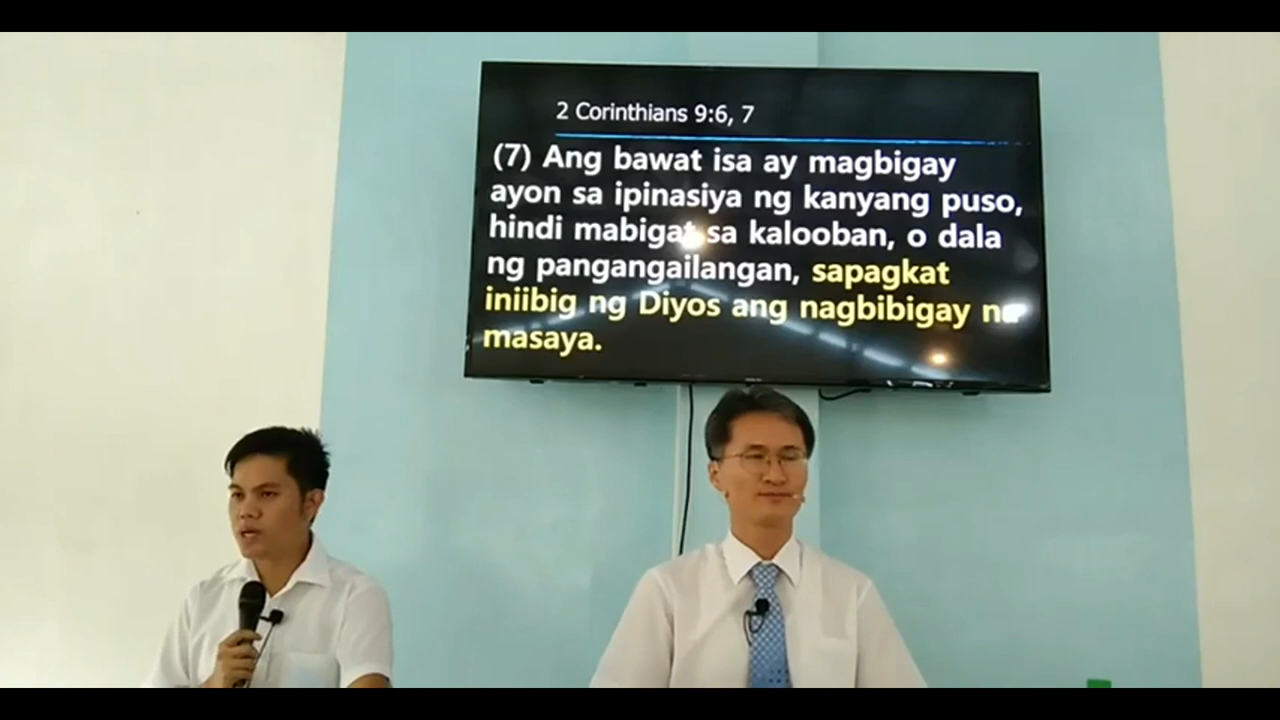 2 Corinthians 9:6, 7
(7) Ang bawat isa ay magbigay
ayon sa ipinasiya ng kanyang puso,
hindi mabigat sa kalooban, o dala
ng pangangailangan, sapagkat
iniibig ng Diyos ang nagbibigay na
masaya.